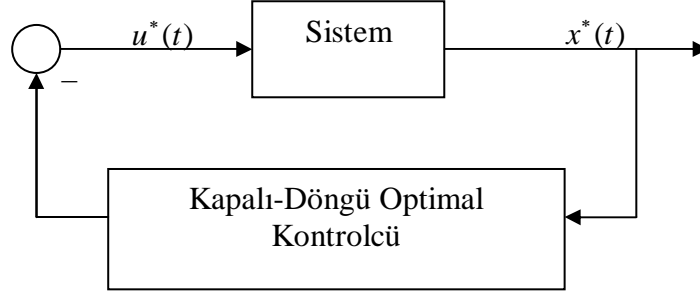 u*(t)
Sistem
x*(t)
–
Kapalı-Döngü Optimal
Kontrolcü